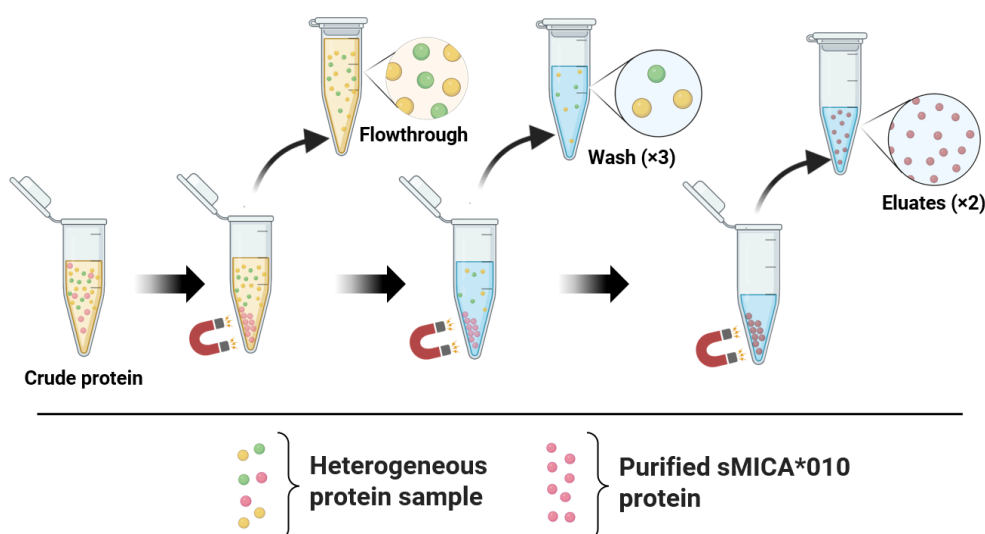 Flowthrough
Wash (×3)
Eluates (×2)
Crude protein
Heterogeneous
protein sample
Purified sMICA*010
protein